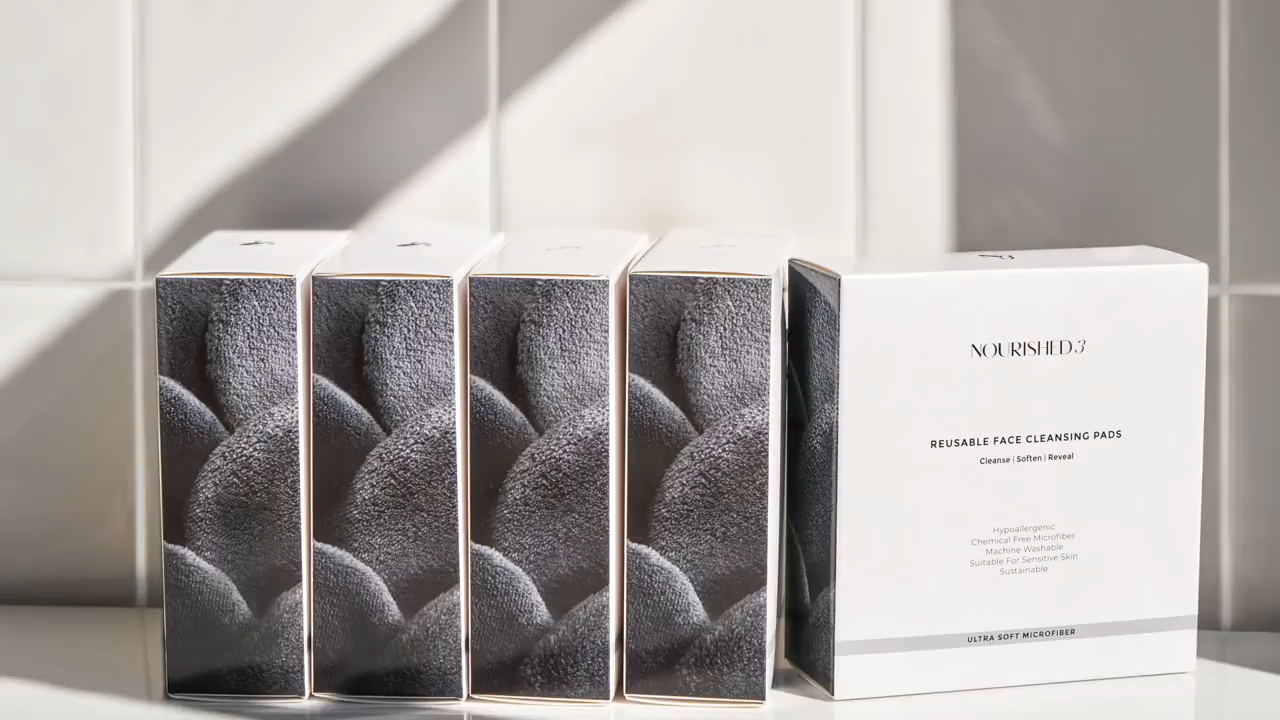 NOURISHED 3
REUSABLE FACE CLEANSING PADS
Cleanse | Soften | Reveal
Hypoallergenic
Chemical Free Microfiber
Machine Washable
Suitable For Sensitive Skin
Sustainable
ULTRA SOFT MICROFIBER